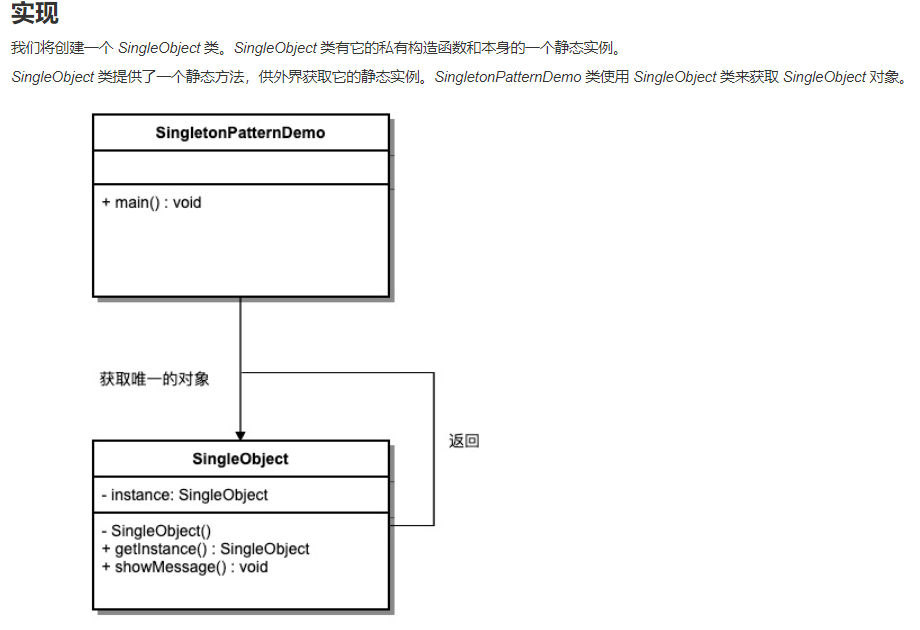 实现
我们将创建一个 SingleObject 类。SingleObject 类有它的私有构造函数和本身的一个静态实例。
SingleObject 类提供了一个静态方法，供外界获取它的静态实例。SingletonPatternDemo 类使用 SingleObject 类来获取 SingleObject 对象。
SingletonPatternDemo
+ main() : void
获取唯一的对象
返回
SingleObject
- instance: SingleObject
- SingleObject()
+ getInstance() : SingleObject
+ showMessage() : void